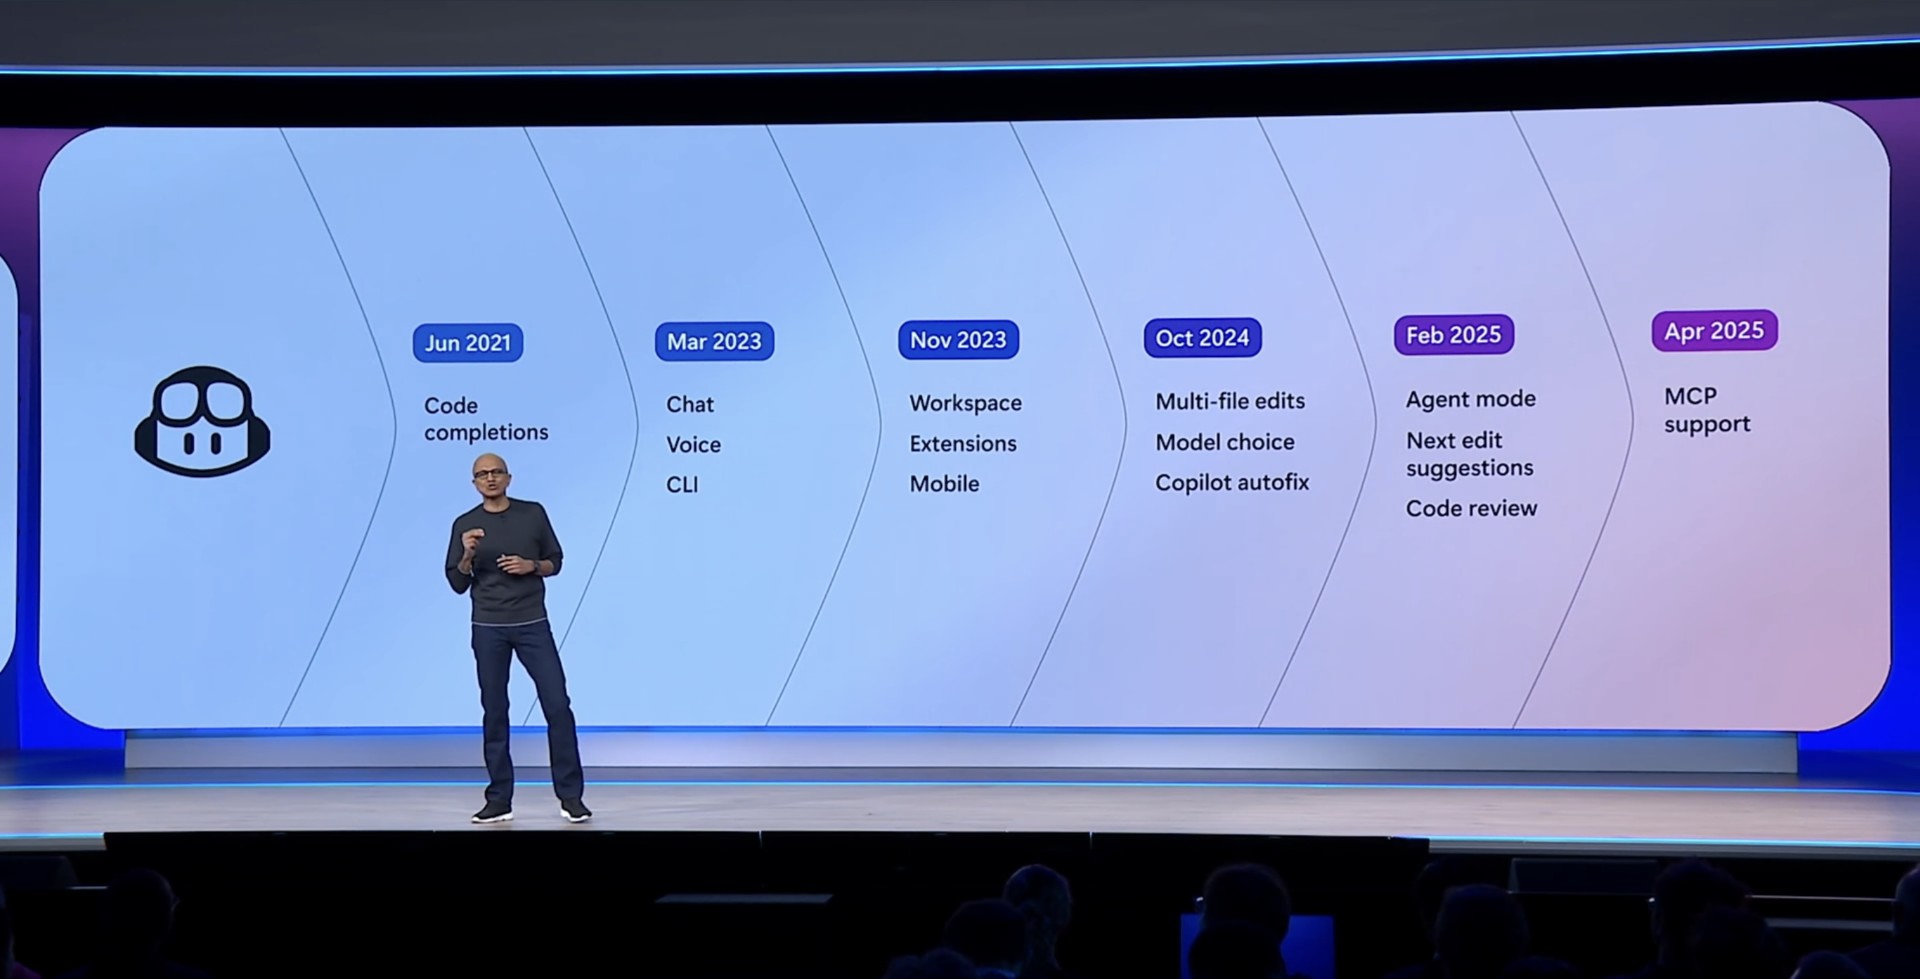 Jun 2021
Code
completions
Mar 2023
Chat
Voice
CLI
Nov 2023
Workspace
Extensions
Mobile
Oct 2024
Multi-file edits
Model choice
Copilot autofix
Feb 2025
Agent mode
Next edit
suggestions
Code review
Apr 2025
MCP
support